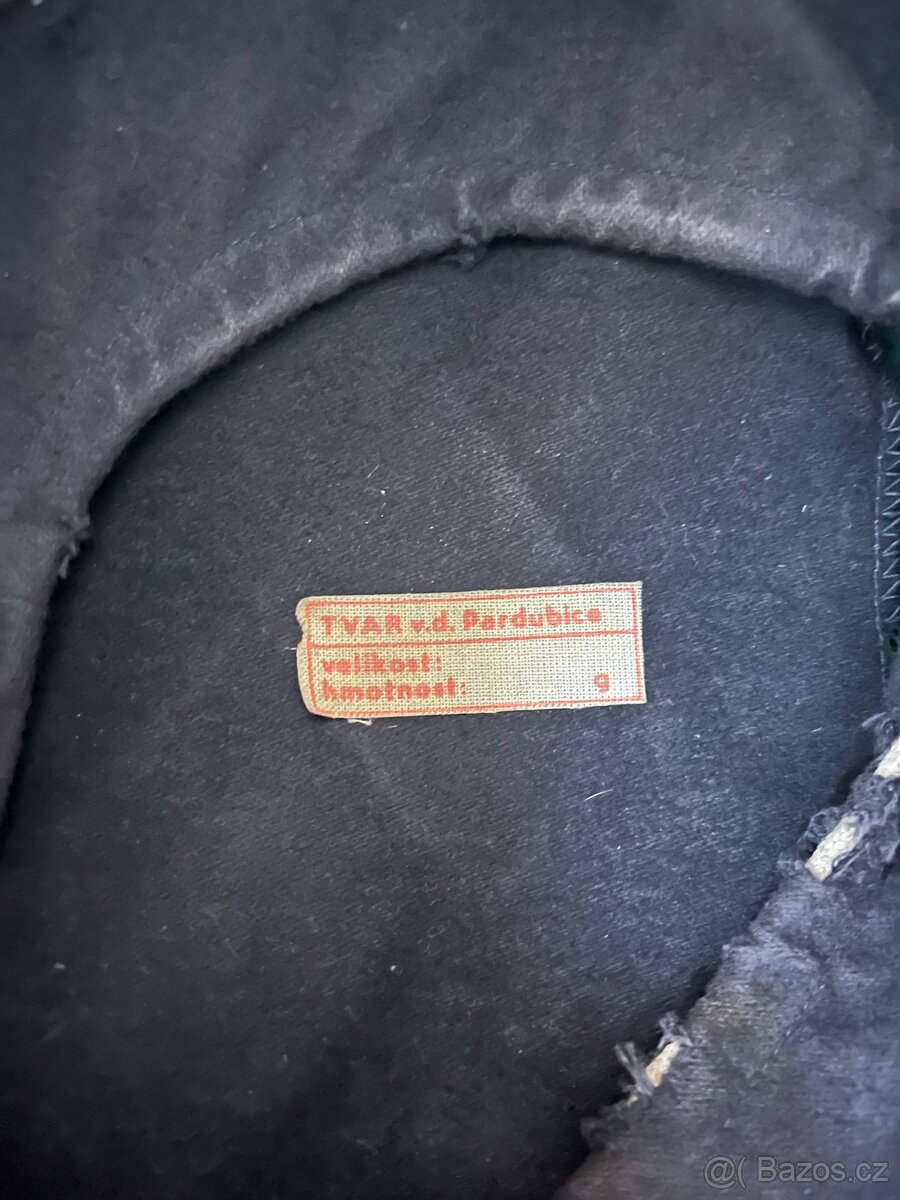 TVAR v.d. Pardubice
velikost:
hmotnost: g
@( Bazos.cz